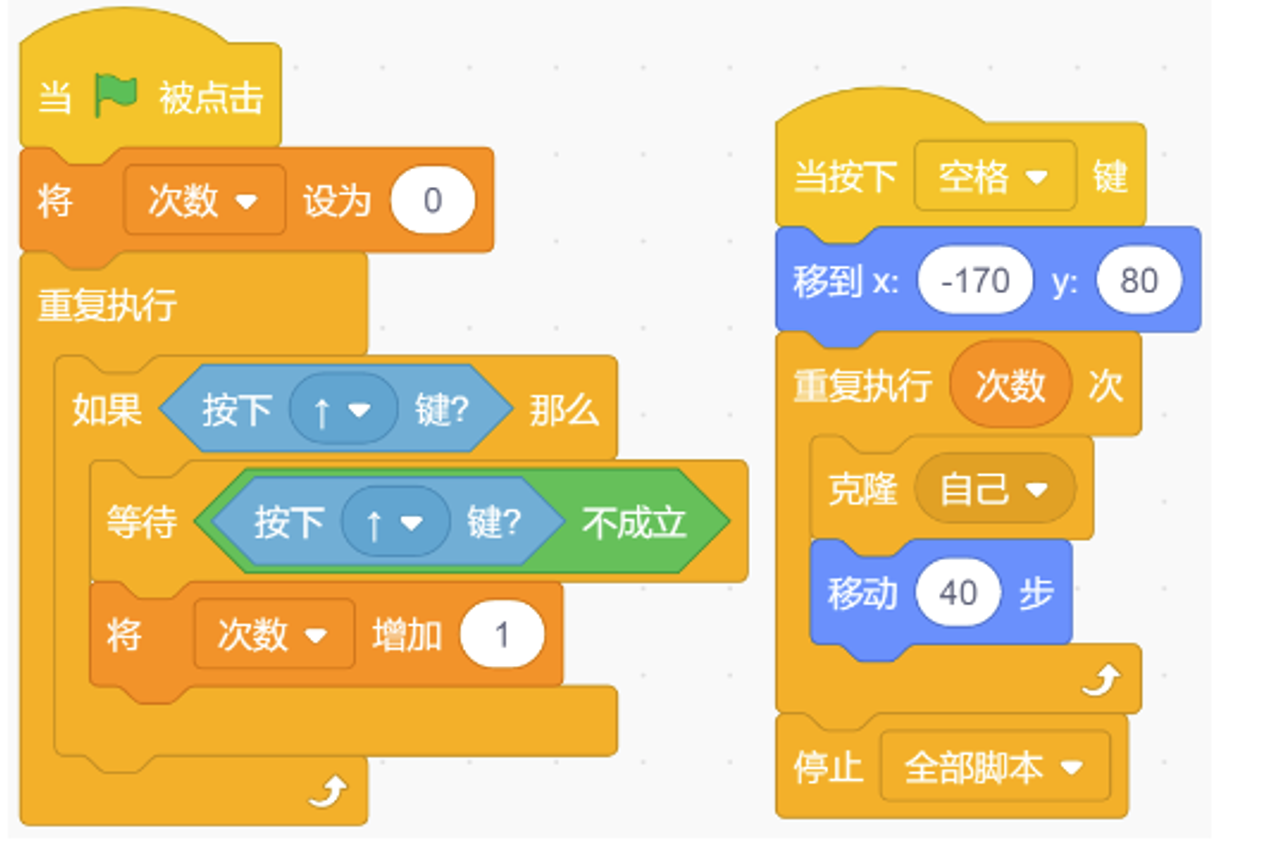 当 被点击
将 次数 设为 0
重复执行
如果 按下 ↑ 键? 那么
等待 按下 ↑ 键? 不成立
将 次数 增加 1
当按下 空格 键
移到 x: -170 y: 80
重复执行 次数 次
克隆 自己
移动 40 步
停止 全部脚本